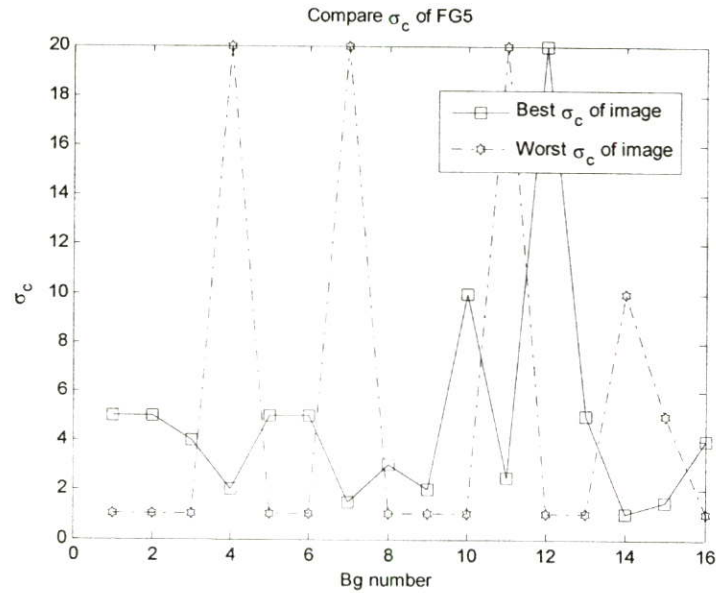 Compare σc of FG5
20
18
16
14
12
10
8
6
4
2
0
σc
Best σc of image
Worst σc of image
0 2 4 6 8 10 12 14 16
Bg number